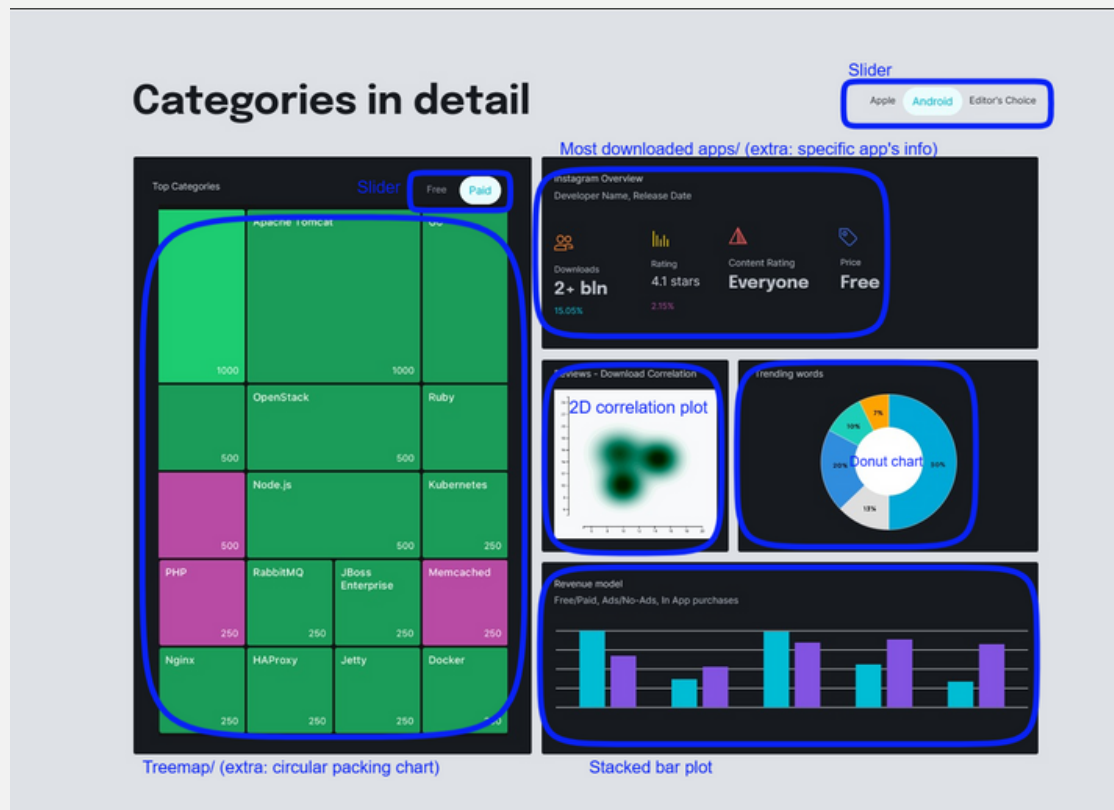 Slider
Categories in detail
Apple Android Editor's Choice
Most downloaded apps/ (extra: specific app's info)
Top Categories
Slider
Free Paid
Apache Tomcat
1000
1000
OpenStack
Ruby
500
500
Node.js
Kubernetes
500
500
250
PHP
RabbitMQ
JBoss
Enterprise
Memcached
250
250
250
250
Nginx
HAProxy
Jetty
Docker
250
250
250
Instagram Overview
Developer Name, Release Date
Downloads
2+ bln
15.05%
Rating
4.1 stars
2.15%
Content Rating
Everyone
Price
Free
Reviews - Download Correlation
2D correlation plot
Trending words
7%
10%
20%
Donut chart
13%
Revenue model
Free/Paid, Ads/No-Ads, In App purchases
Treemap/ (extra: circular packing chart)
Stacked bar plot